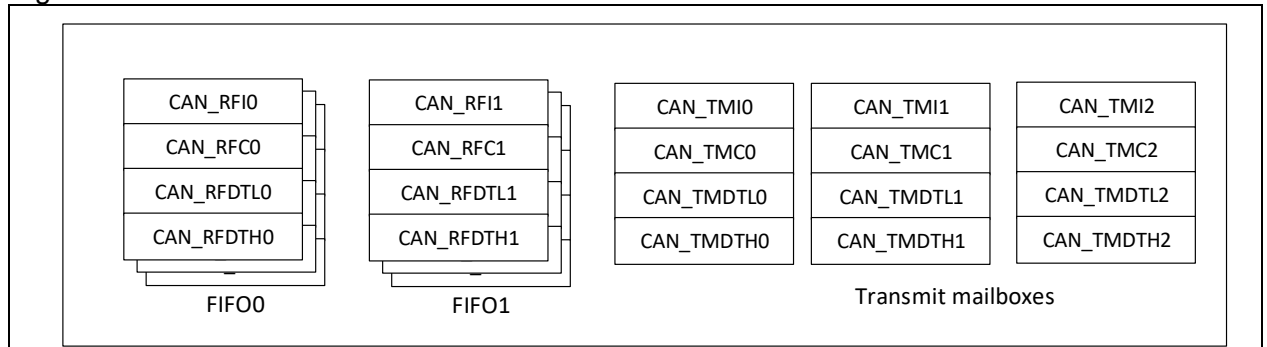 CAN_RFI0
CAN_RFC0
CAN_RFDTL0
CAN_RFDTH0
FIFO0
CAN_RFI1
CAN_RFC1
CAN_RFDTL1
CAN_RFDTH1
FIFO1
CAN_TMI0
CAN_TMC0
CAN_TMDTL0
CAN_TMDTH0
CAN_TMI1
CAN_TMC1
CAN_TMDTL1
CAN_TMDTH1
CAN_TMI2
CAN_TMC2
CAN_TMDTL2
CAN_TMDTH2
Transmit mailboxes